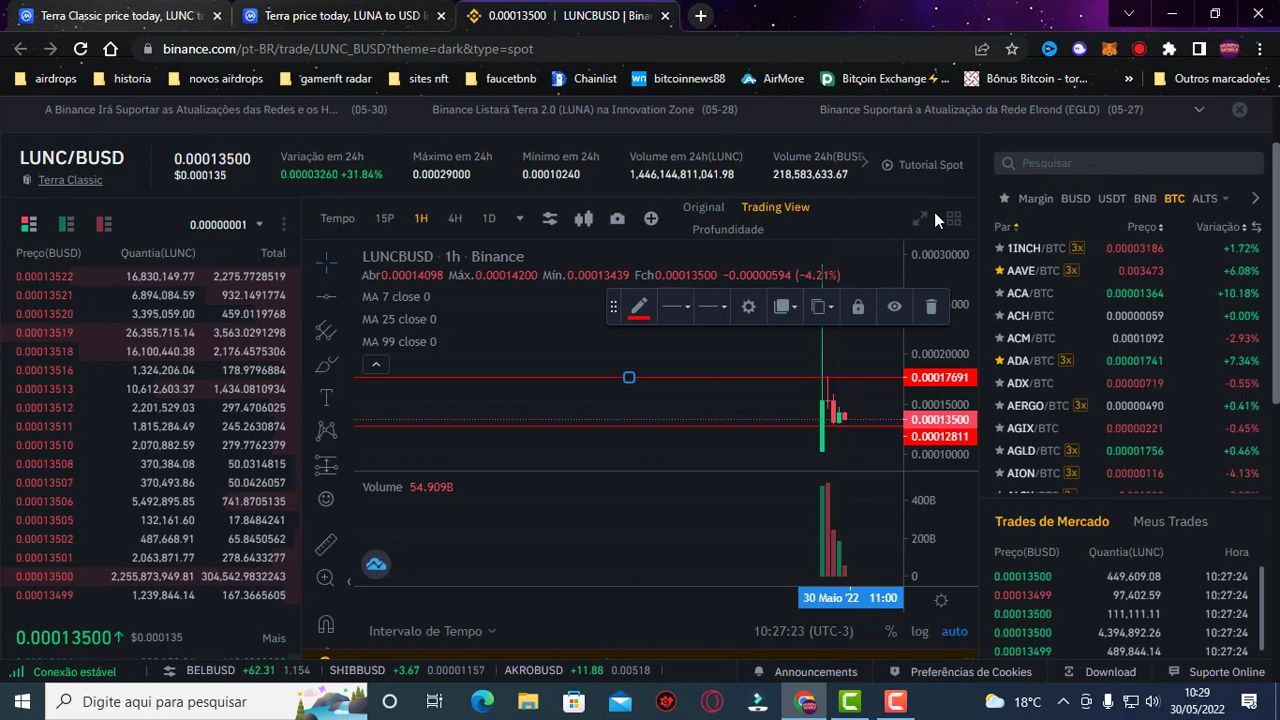 Terra Classic price today, LUNC to
Terra price today, LUNA to USD li
0.00013500 | LUNCBUSD | Binan
binance.com/pt-BR/trade/LUNC_BUSD?theme=dark&type=spot
airdrops
historia
novos airdrops
gamenft radar
sites nft
faucetbnb
Chainlist
bitcoinnews88
AirMore
Bitçoin Exchange⚡...
Bônus Bitcoin - tor...
»
Outros marcadores
A Binance Irá Suportar as Atualizações das Redes e os H... (05-30)
Binance Listará Terra 2.0 (LUNA) na Innovation Zone (05-28)
Binance Suportará a Atualização da Rede Elrond (EGLD) (05-27)
LUNC/BUSD
Terra Classic
0.00013500
$0.000135
Variação em 24h
0.00003260 +31.84%
Máximo em 24h
0.00029000
Mínimo em 24h
0.00010240
Volume em 24h(LUNC)
1,446,144,811,041.98
Volume 24h(BUSD
218,583,633.67
Tutorial Spot
0.00000001
Preço(BUSD) Quantia(LUNC) Total
0.00013522 16,830,149.77 2,275.7728519
0.00013521 6,894,084.59 932.1491774
0.00013520 3,395,059.00 459.0119768
0.00013519 26,355,715.14 3,563.0291298
0.00013518 16,100,440.38 2,176.4575306
0.00013516 1,324,206.04 178.9796884
0.00013513 10,612,603.37 1,434.0810934
0.00013512 2,201,529.03 297.4706025
0.00013511 1,815,284.49 245.2630874
0.00013510 2,070,882.59 279.7762379
0.00013508 370,384.08 50.0314815
0.00013507 370,493.86 50.0426057
0.00013506 5,492,895.85 741.8705135
0.00013505 132,161.60 17.8484241
0.00013502 487,668.91 65.8450562
0.00013501 2,063,871.77 278.6433277
0.00013500 2,255,873,949.81 304,542.9832243
0.00013499 1,239,844.14 167.3665605
0.00013500↑ $0.000135 Mais
Tempo 15P 1H 4H 1D
Original Trading View
Profundidade
LUNCBUSD · 1h · Binance
Abr0.00014098 Máx.0.00014200 Mín.0.00013439 Fch0.00013500 -0.00000594 (-4.21%)
MA 7 close 0
MA 25 close 0
MA 99 close 0
0.00030000
0.00020000
0.00017691
0.00015000
0.00013500
0.00012811
0.00010000
Volume 54.909B
400B
200B
0
30 Maio '22 11:00
Intervalo de Tempo
10:27:23 (UTC-3) % log auto
Pesquisar
Margin BUSD USDT BNB BTC ALTS
Par Preço Variação
1INCH/BTC 3x 0.00003186 +1.72%
AAVE/BTC 3x 0.003473 +6.08%
ACA/BTC 0.00001364 +10.18%
ACH/BTC 0.00000059 +0.00%
ACM/BTC 0.0001092 -2.93%
ADA/BTC 3x 0.00001741 +7.34%
ADX/BTC 0.00000719 -0.55%
AERGO/BTC 3x 0.00000490 +0.41%
AGIX/BTC 0.00000221 -0.45%
AGLD/BTC 3x 0.00001756 +0.46%
AION/BTC 3x 0.00000116 -4.13%
Trades de Mercado Meus Trades
Preço(BUSD) Quantia(LUNC) Hora
0.00013500 449,609.08 10:27:24
0.00013499 97,402.59 10:27:24
0.00013500 111,111.11 10:27:24
0.00013500 4,394,892.26 10:27:24
0.00013500 489,844.14 10:27:24
Conexão estável
BELBUSD +62.31 1.154
SHIBBUSD +3.67 0.00001157
AKROBUSD +11.88 0.00518
Announcements
Preferências de Cookies
Download
Suporte Online
Digite aqui para pesquisar
18°C
10:29
30/05/2022